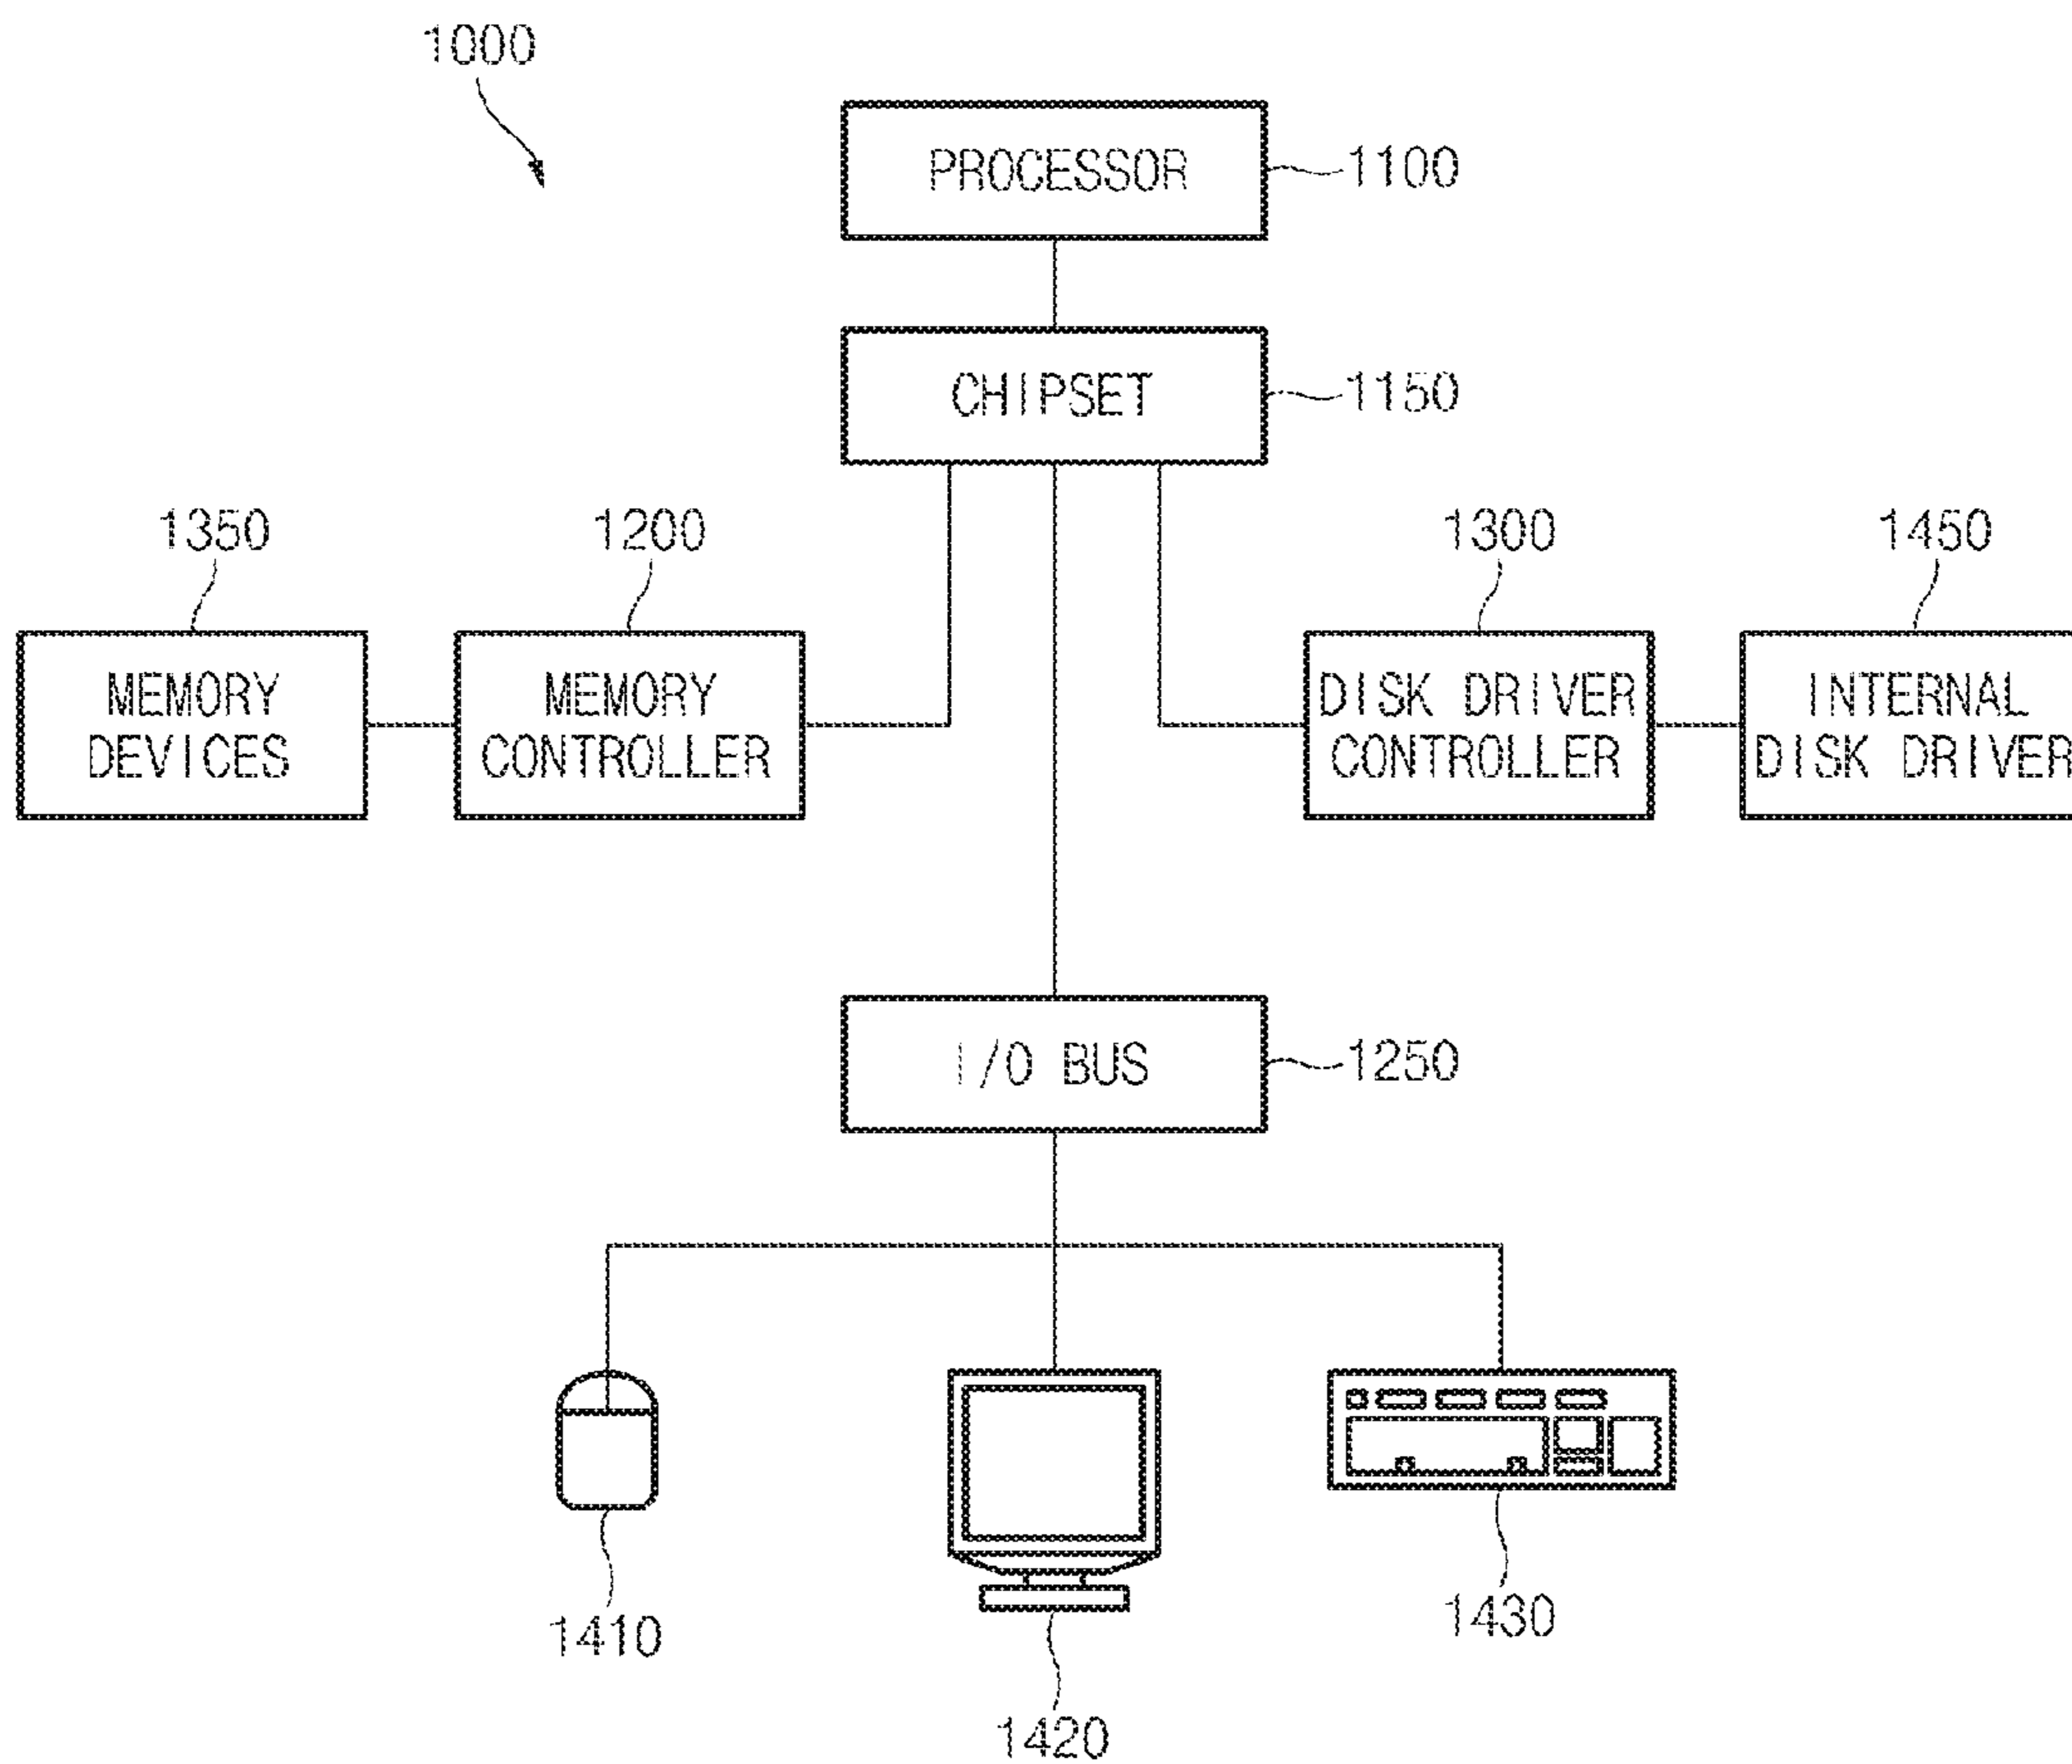 1000
PROCESSOR
1100
CHIPSET
1150
1350
1200
1300
1450
MEMORY
DEVICES
MEMORY
CONTROLLER
DISK DRIVER
CONTROLLER
INTERNAL
DISK DRIVER
I/O BUS
1250
1410
1420
1430